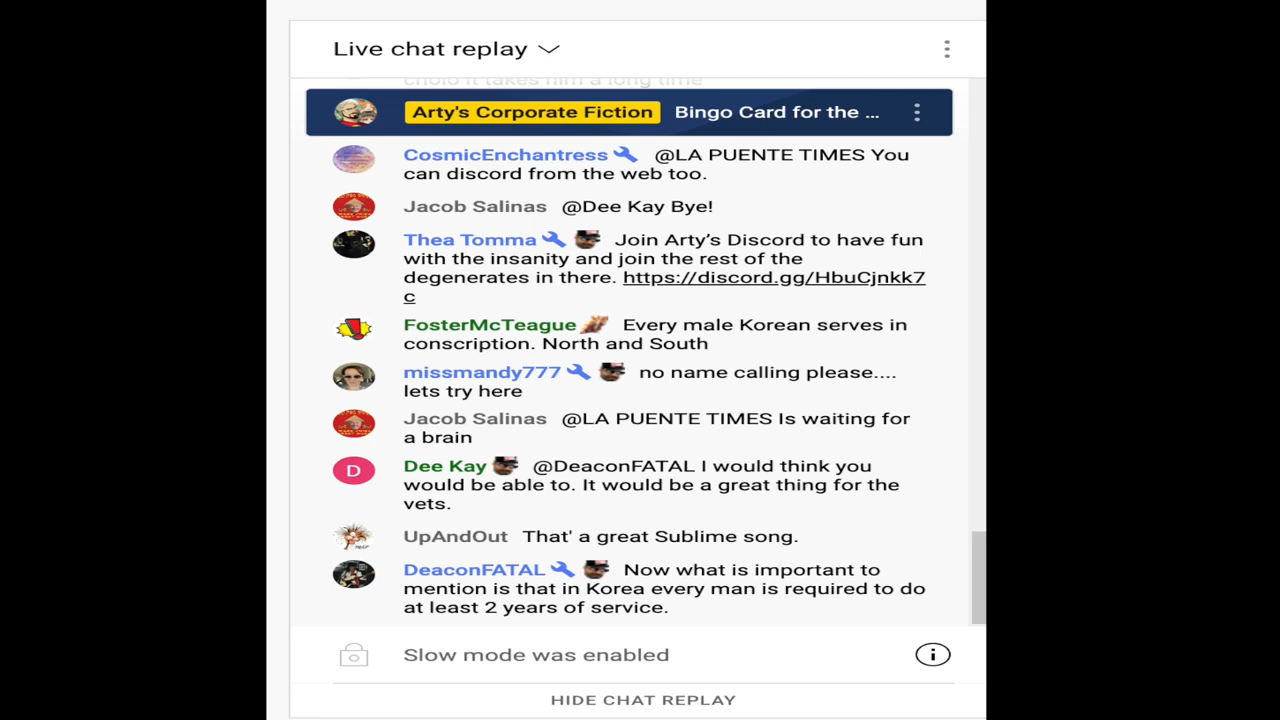 Live chat replay
cholo it takes him a long time
Arty's Corporate Fiction Bingo Card for the ...
CosmicEnchantress @LA PUENTE TIMES You
can discord from the web too.
Jacob Salinas @Dee Kay Bye!
Thea Tomma Join Arty’s Discord to have fun
with the insanity and join the rest of the
degenerates in there. https://discord.gg/HbuCjnkk7
c
FosterMcTeague Every male Korean serves in
conscription. North and South
missmandy777 no name calling please....
lets try here
Jacob Salinas @LA PUENTE TIMES Is waiting for
a brain
D
Dee Kay @DeaconFATAL I would think you
would be able to. It would be a great thing for the
vets.
UpAndOut That' a great Sublime song.
DeaconFATAL Now what is important to
mention is that in Korea every man is required to do
at least 2 years of service.
Slow mode was enabled
HIDE CHAT REPLAY